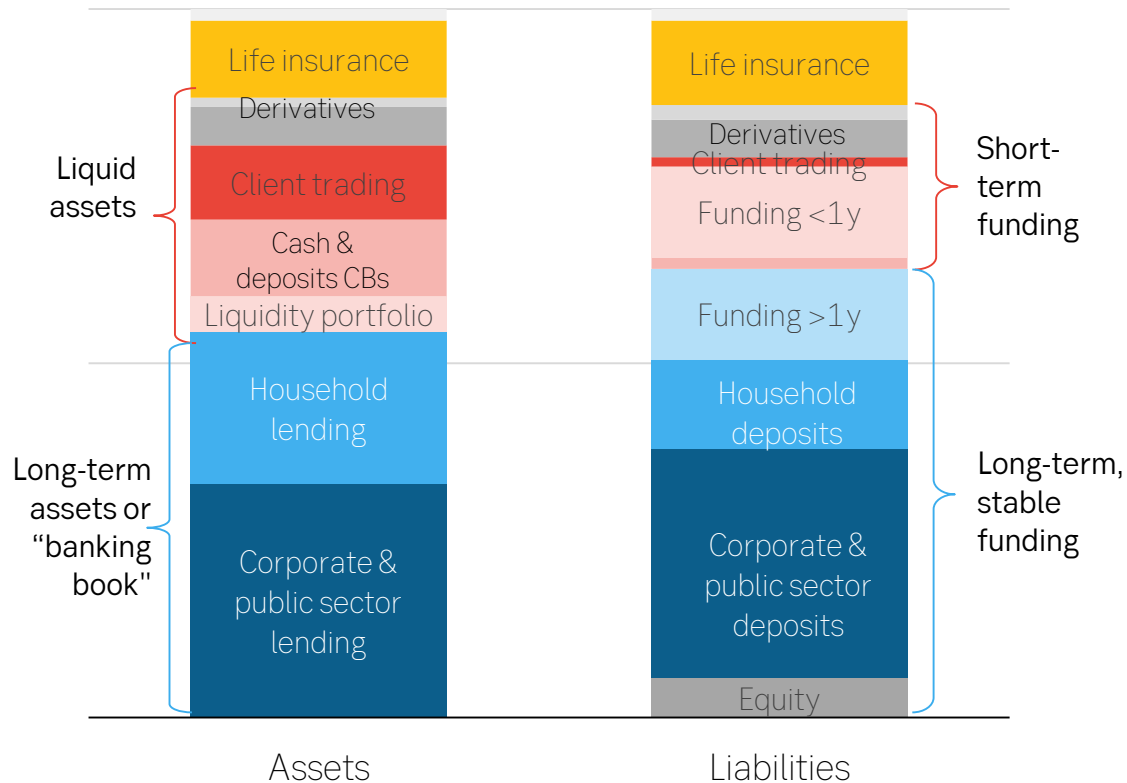 Life insurance
Derivatives
Client trading
Cash &
deposits CBs
Liquidity portfolio
Household
lending
Corporate &
public sector
lending
Liquid
assets
Long-term
assets or
“banking
book"
Life insurance
Derivatives
Client trading
Funding <1y
Funding >1y
Household
deposits
Corporate &
public sector
deposits
Equity
Short-
term
funding
Long-term,
stable
funding
Assets
Liabilities